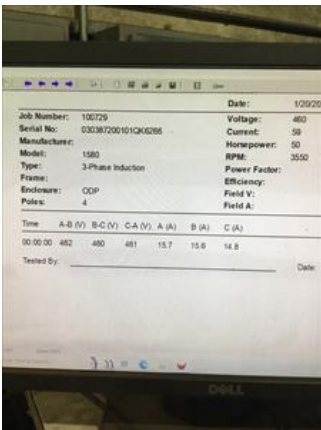 Date: 1/20/20
Job Number: 100729 Voltage: 460
Serial No: 030387200101QK6266 Current: 59
Manufacturer: Horsepower: 50
Model: 1580 RPM: 3550
Type: 3-Phase Induction Power Factor:
Frame: Efficiency:
Enclosure: ODP Field V:
Poles: 4 Field A:
Time A-B (V) B-C (V) C-A (V) A (A) B (A) C (A)
00:00:00 462 460 461 15.7 15.6 14.8
Tested By: Date:
DELL